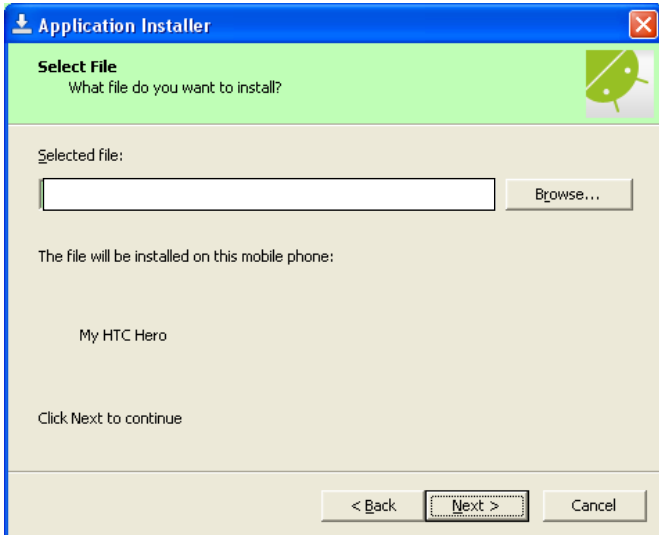 Application Installer
Select File
What file do you want to install?
Selected file:
Browse...
The file will be installed on this mobile phone:
My HTC Hero
Click Next to continue
< Back
Next >
Cancel